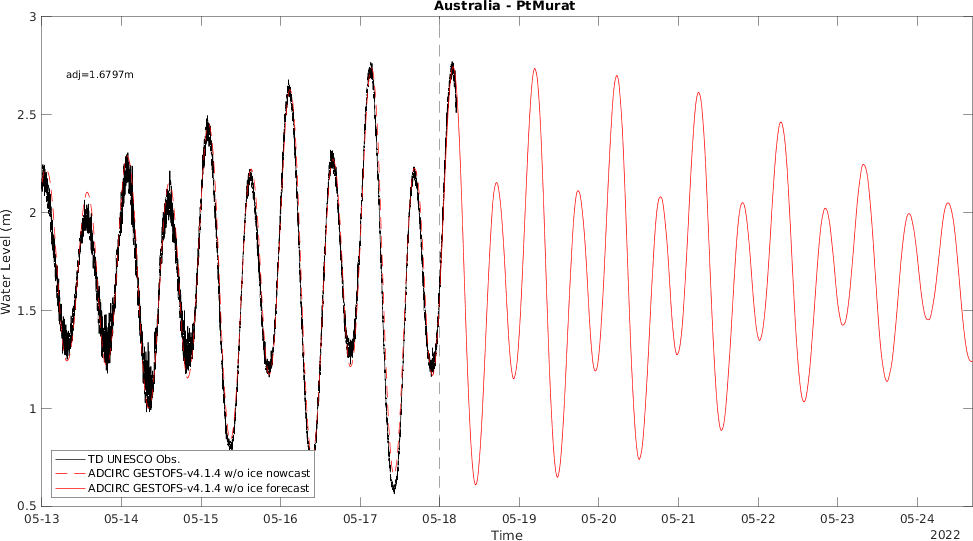 Australia - PtMurat
adj=1.6797m
Water Level (m)
3
2.5
2
1.5
1
0.5
TD UNESCO Obs.
ADCIRC GESTOFS-v4.1.4 w/o ice nowcast
ADCIRC GESTOFS-v4.1.4 w/o ice forecast
05-13 05-14 05-15 05-16 05-17 05-18 05-19 05-20 05-21 05-22 05-23 05-24
Time
2022